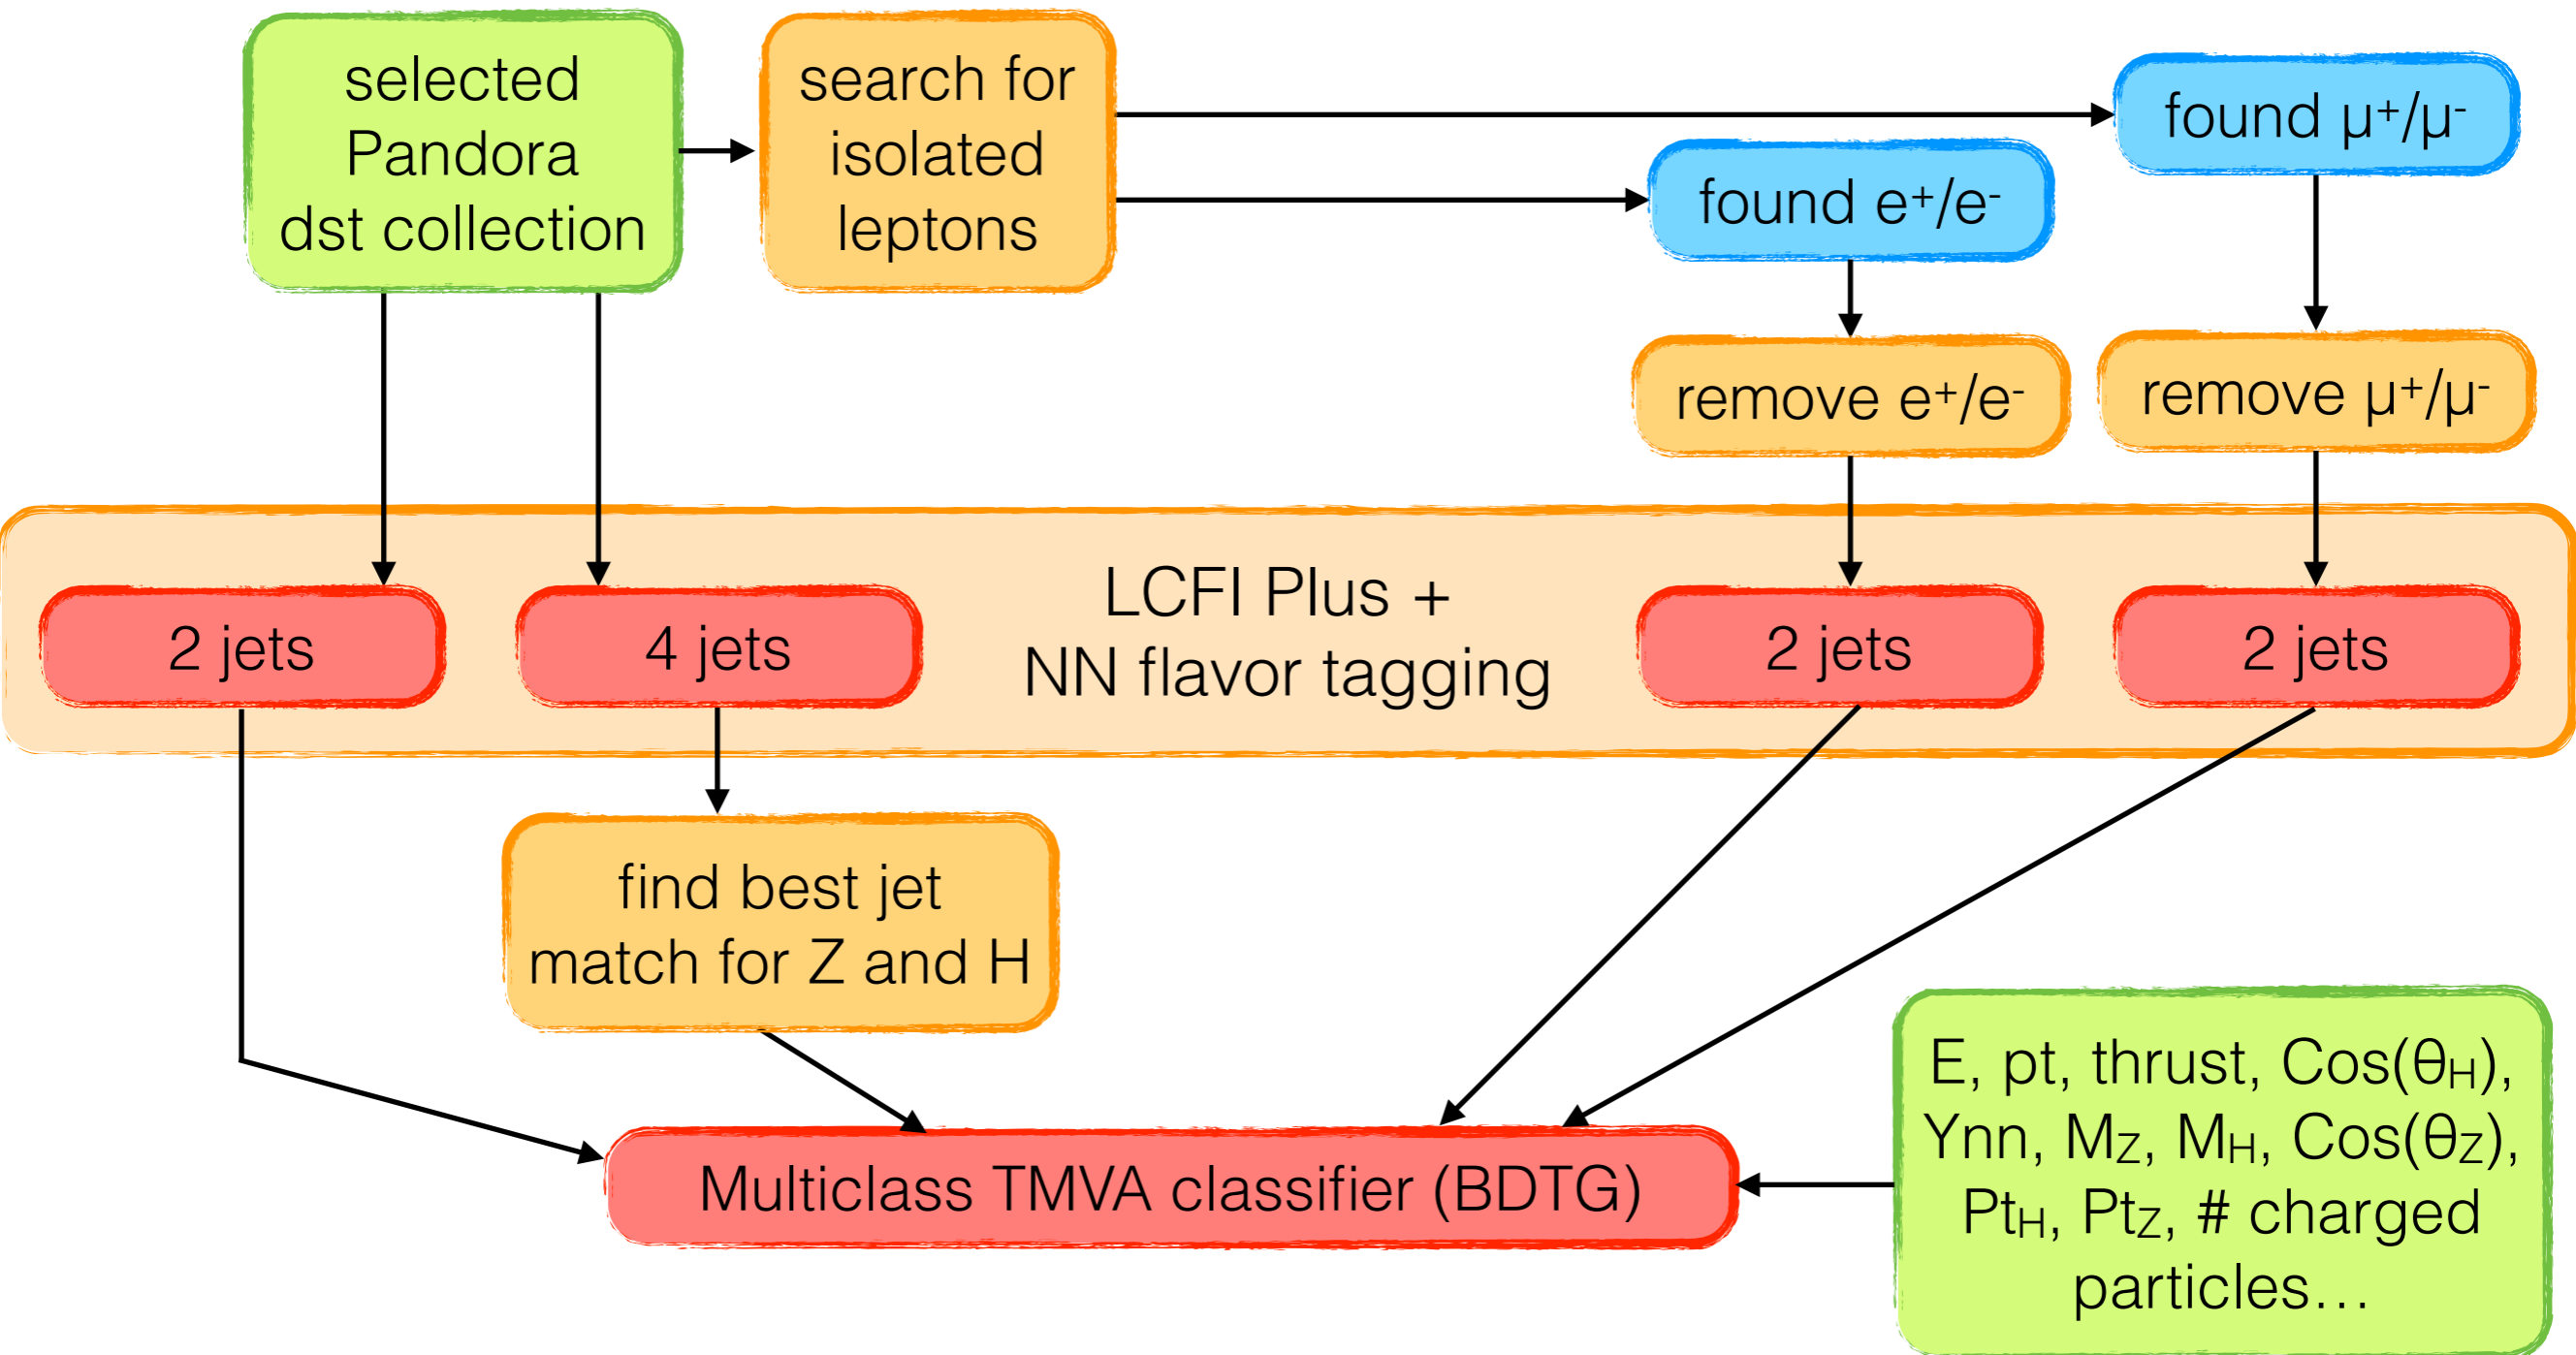 selected
Pandora
dst collection
search for
isolated
leptons
found μ⁺/μ⁻
found e⁺/e⁻
remove e⁺/e⁻
remove μ⁺/μ⁻
LCFI Plus +
NN flavor tagging
2 jets
4 jets
2 jets
2 jets
find best jet
match for Z and H
E, pt, thrust, Cos(θH),
Ynn, MZ, MH, Cos(θZ),
PtH, PtZ, # charged
particles…
Multiclass TMVA classifier (BDTG)